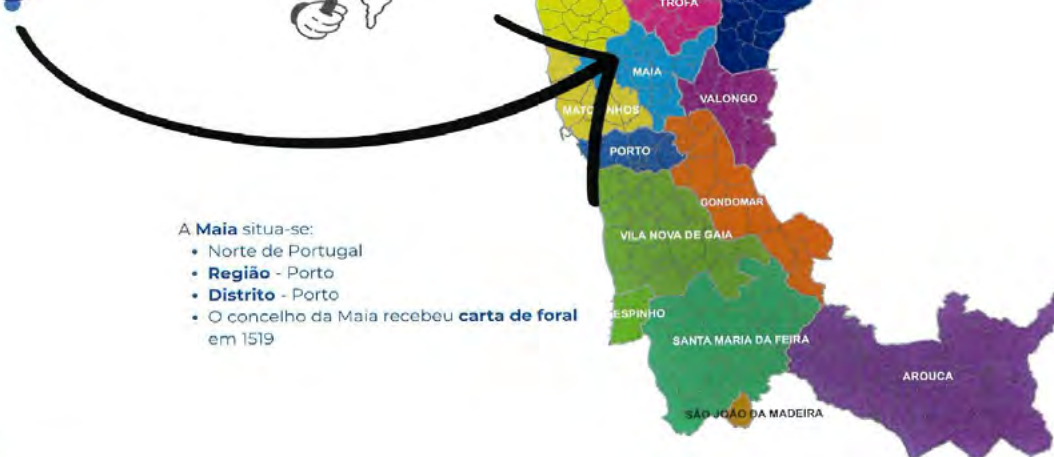 TROFA
MAIA
VALONGO
MATOSINHOS
PORTO
GONDOMAR
VILA NOVA DE GAIA
A Maia situa-se:
• Norte de Portugal
• Região - Porto
• Distrito - Porto
• O concelho da Maia recebeu carta de foral
em 1519
ESPINHO
SANTA MARIA DA FEIRA
AROUCA
SÃO JOÃO DA MADEIRA